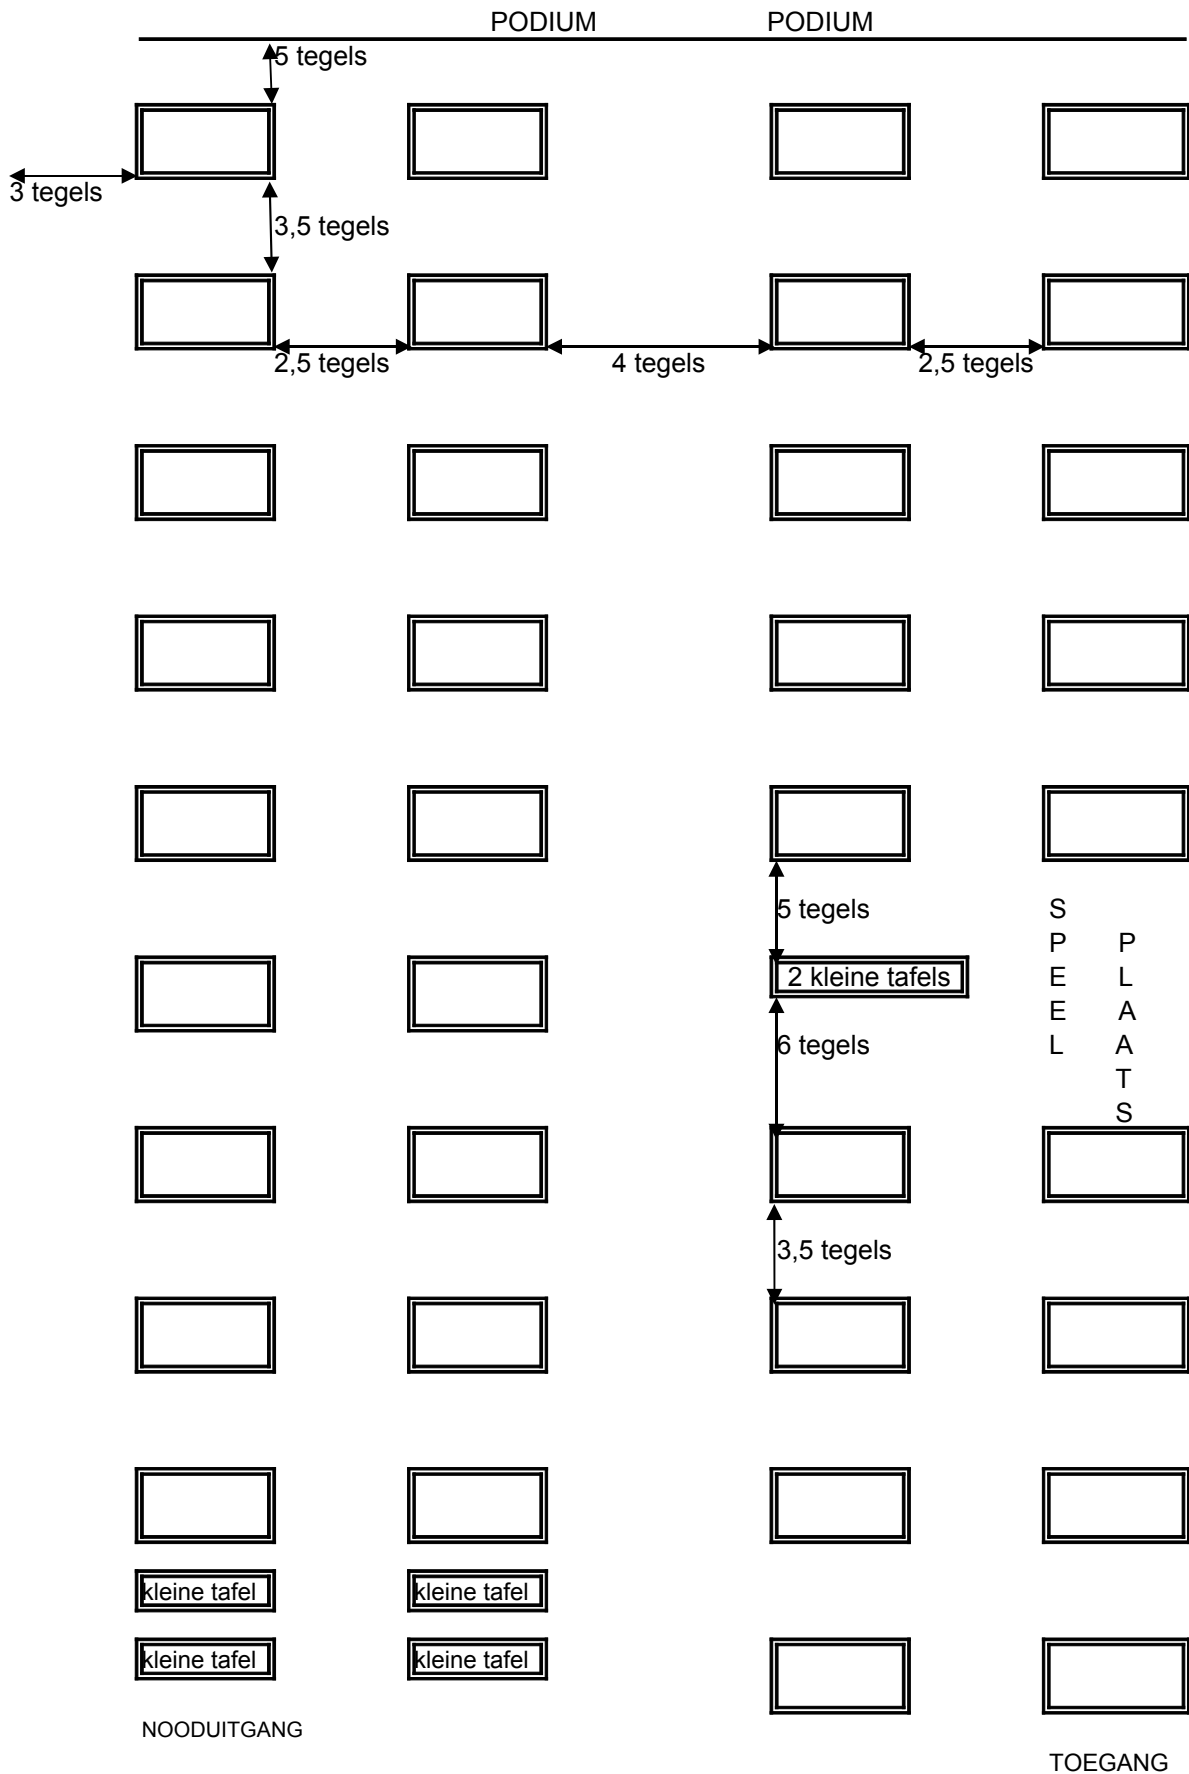 PODIUM PODIUM
5 tegels
3 tegels
3,5 tegels
2,5 tegels 4 tegels 2,5 tegels
5 tegels S
P P
2 kleine tafels E L
E A
6 tegels L A
T
S
3,5 tegels
kleine tafel kleine tafel
kleine tafel kleine tafel
NOODUITGANG
TOEGANG